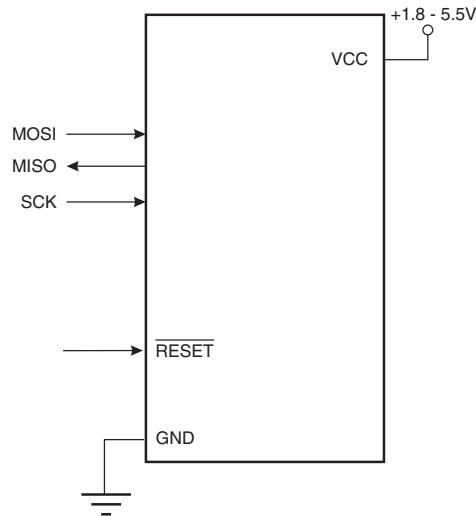 +1.8 - 5.5V
VCC
MOSI
MISO
SCK
RESET
GND